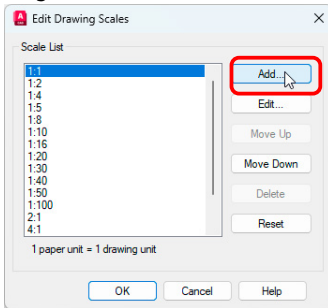 Edit Drawing Scales
Scale List
1:1
1:2
1:4
1:5
1:8
1:10
1:16
1:20
1:30
1:40
1:50
1:100
2:1
4:1
Add...
Edit...
Move Up
Move Down
Delete
Reset
1 paper unit = 1 drawing unit
OK
Cancel
Help